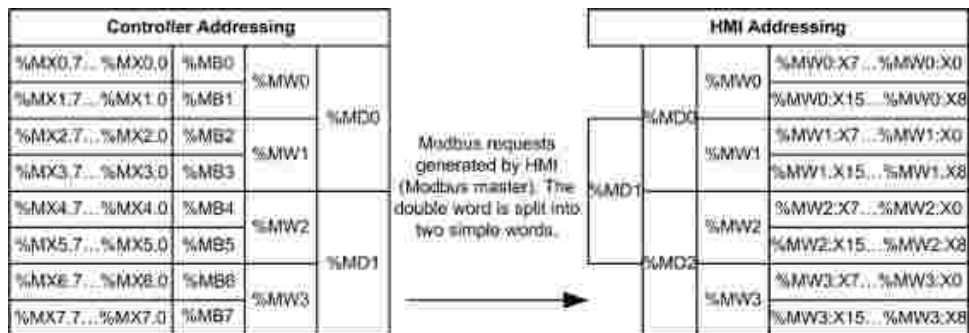 Controller Addressing
%MX0.7... %MX0.0 %MB0 %MW0 %MD0
%MX1.7... %MX1.0 %MB1
%MX2.7... %MX2.0 %MB2 %MW1
%MX3.7... %MX3.0 %MB3
%MX4.7... %MX4.0 %MB4 %MW2 %MD1
%MX5.7... %MX5.0 %MB5
%MX6.7... %MX6.0 %MB6 %MW3
%MX7.7... %MX7.0 %MB7
Modbus requests
generated by HMI
(Modbus master). The
double word is split into
two simple words.
HMI Addressing
%MD0 %MW0 %MW0:X7...%MW0:X0
%MW0:X15...%MW0:X8
%MD1 %MW1 %MW1:X7...%MW1:X0
%MW1:X15...%MW1:X8
%MD2 %MW2 %MW2:X7...%MW2:X0
%MW2:X15...%MW2:X8
%MW3 %MW3:X7...%MW3:X0
%MW3:X15...%MW3:X8